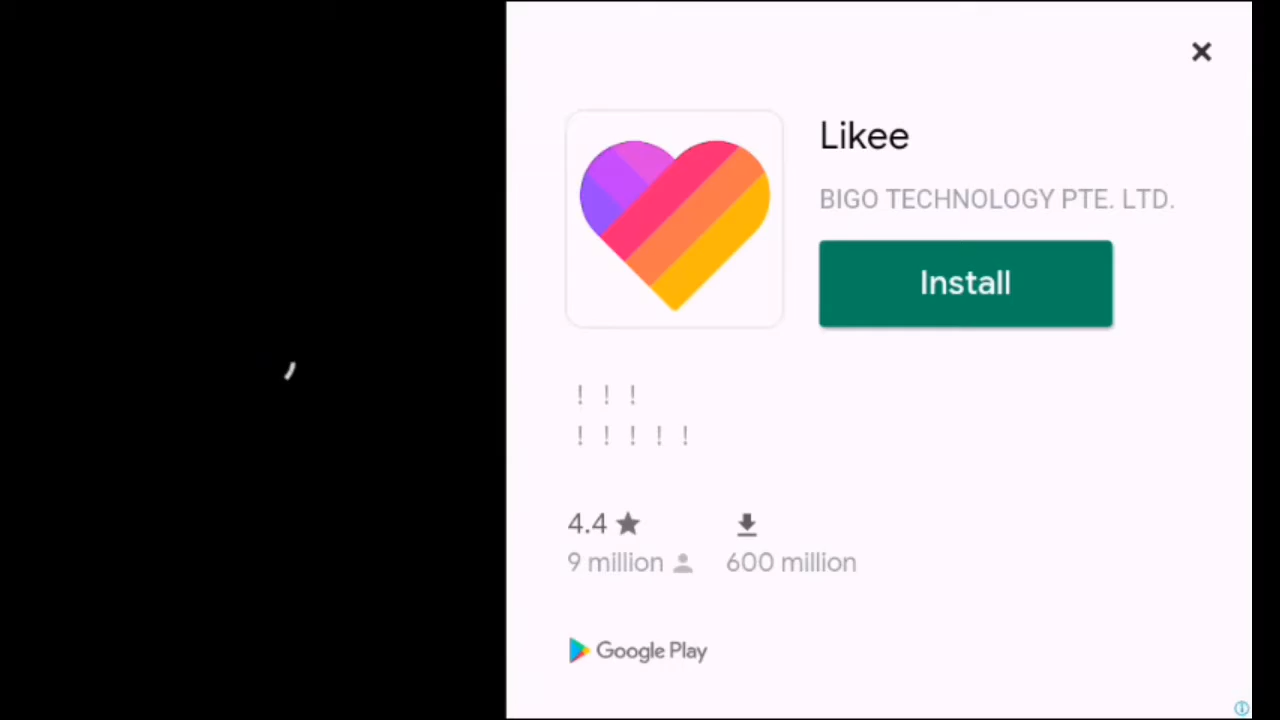 Likee
BIGO TECHNOLOGY PTE. LTD.
Install
! ! !
! ! ! ! !
4.4
9 million
600 million
Google Play